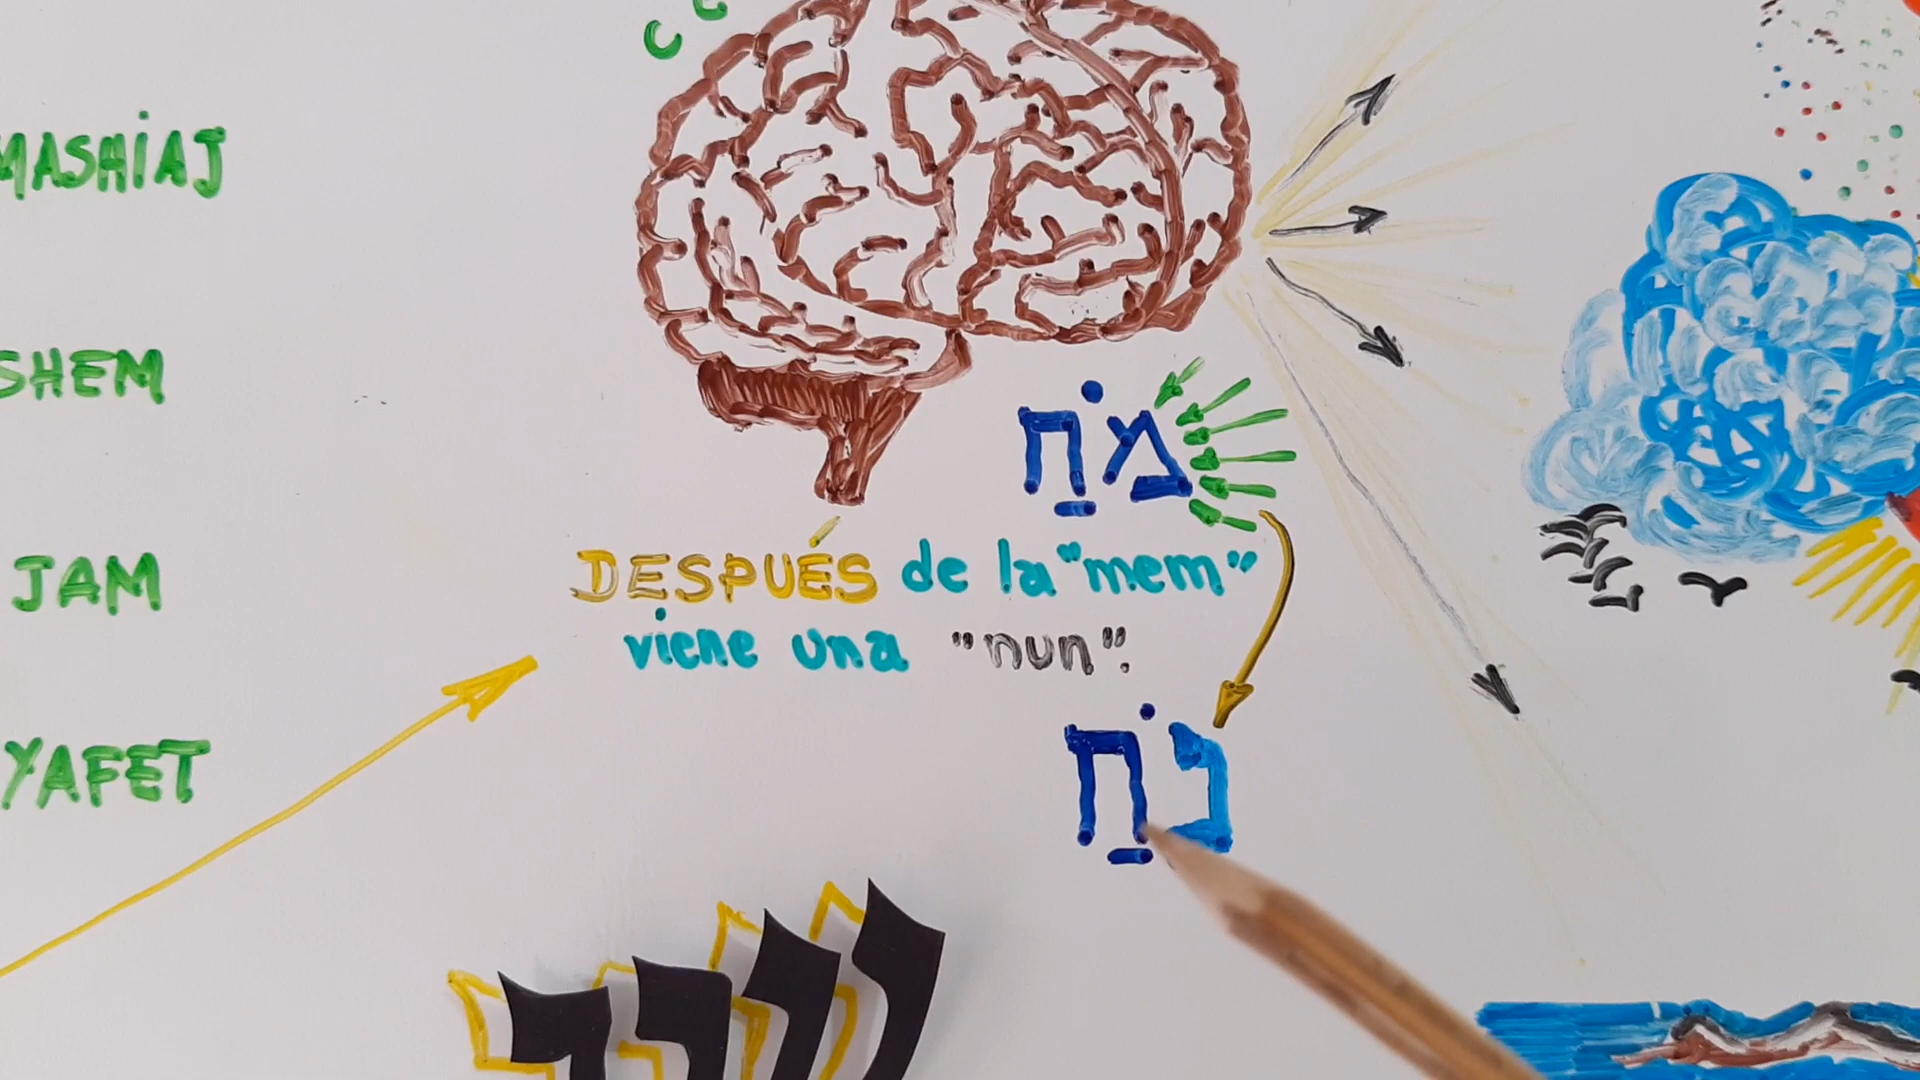 MASHiAJ
SHEM
JAM
YAFET
מֹחַ
DESPUÉS de la "mem"
viene una "nun".
נֹחַ